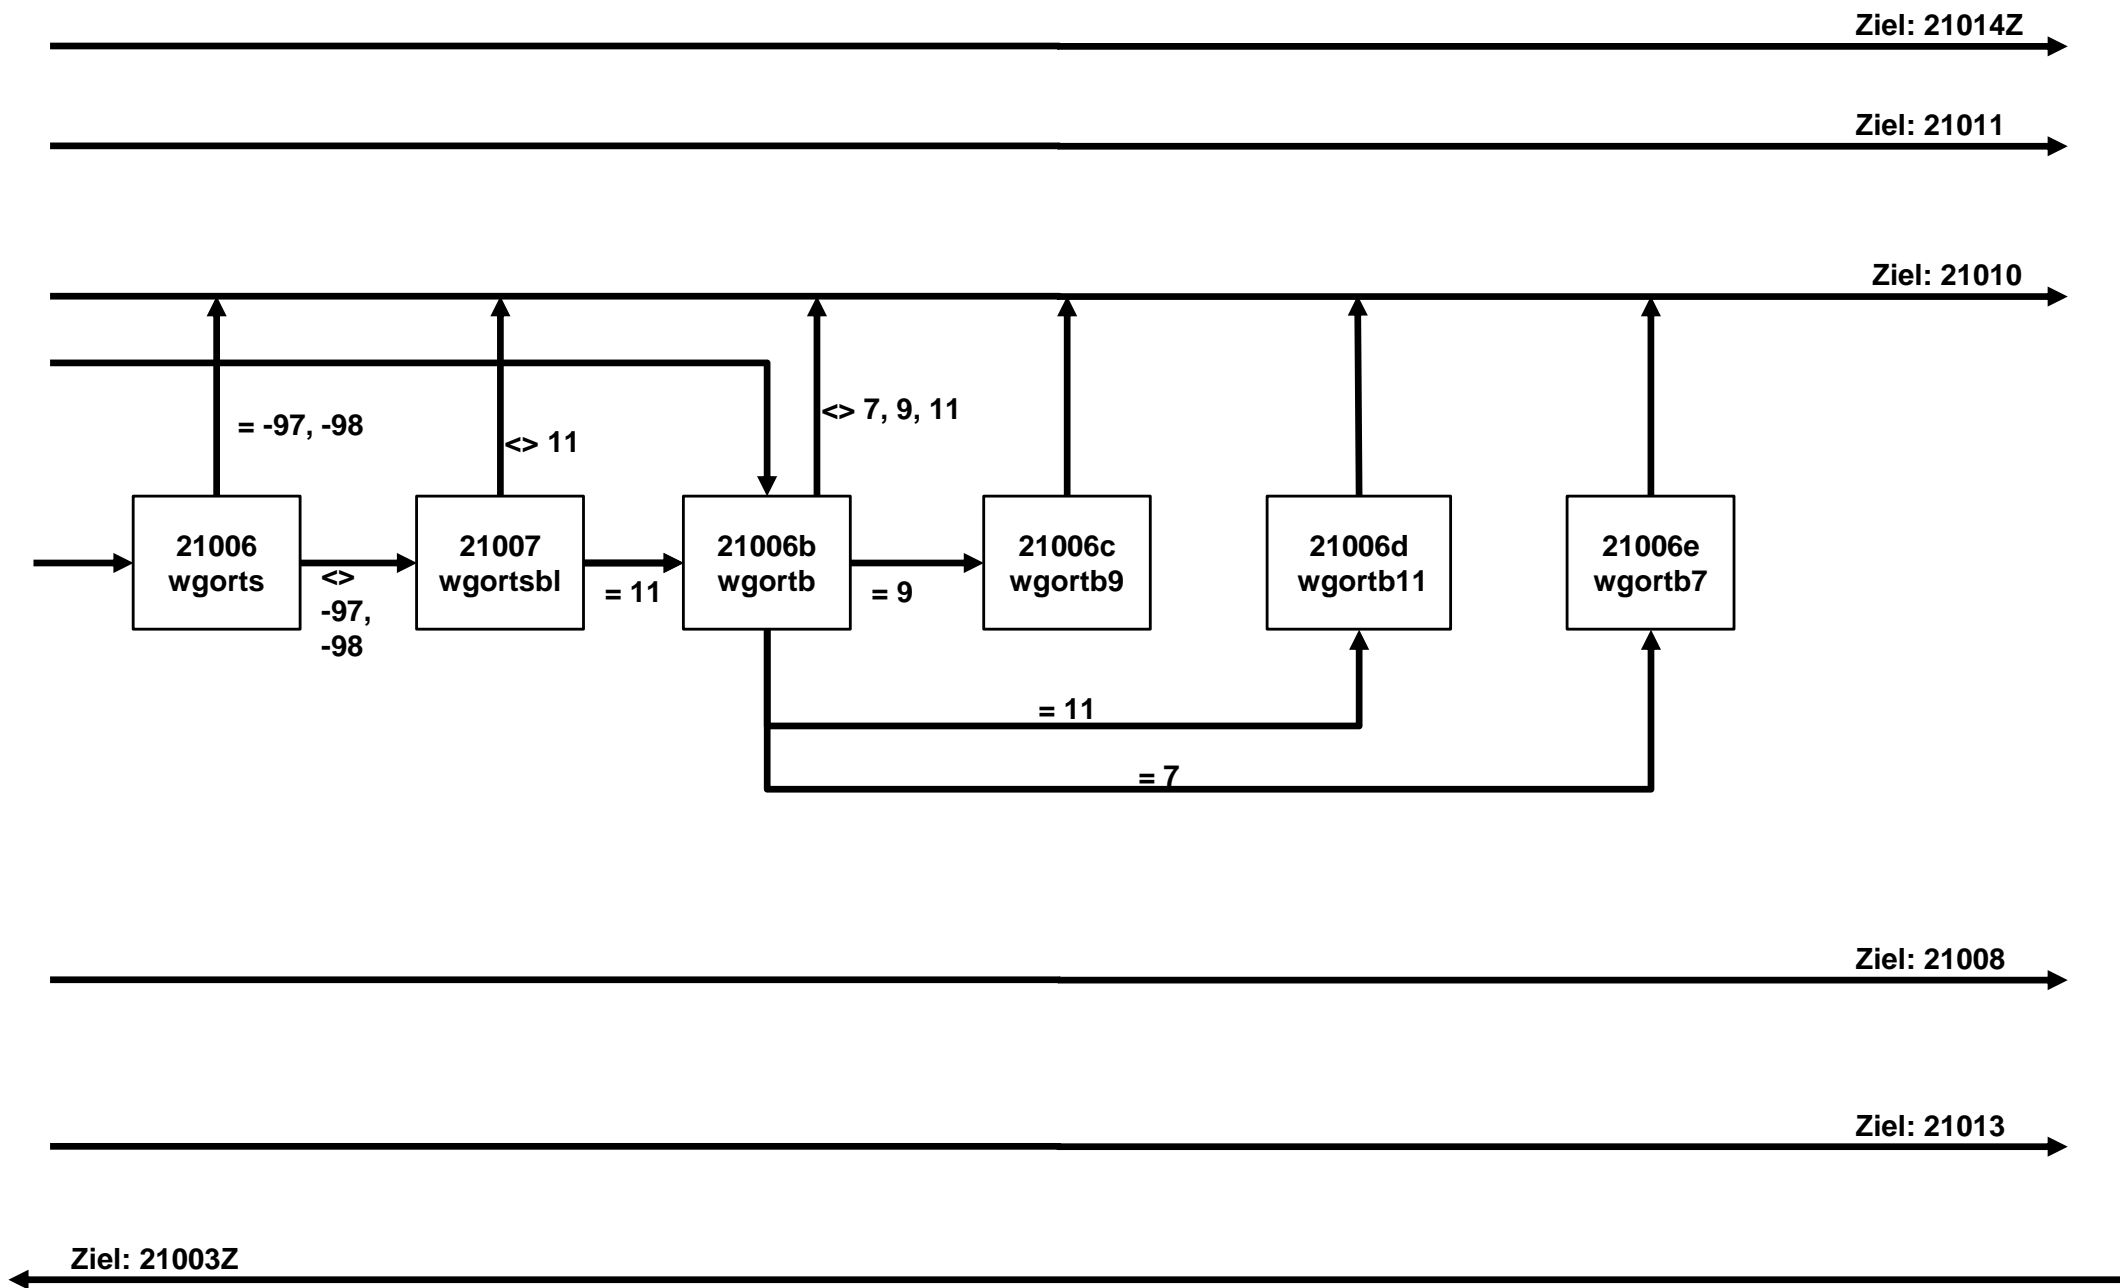 Ziel: 21014Z
Ziel: 21011
Ziel: 21010
= -97, -98
<> 11
<> 7, 9, 11
21006
wgorts
<>
-97,
-98
21007
wgortsbl
= 11
21006b
wgortb
= 9
21006c
wgortb9
21006d
wgortb11
21006e
wgortb7
= 11
= 7
Ziel: 21008
Ziel: 21013
Ziel: 21003Z